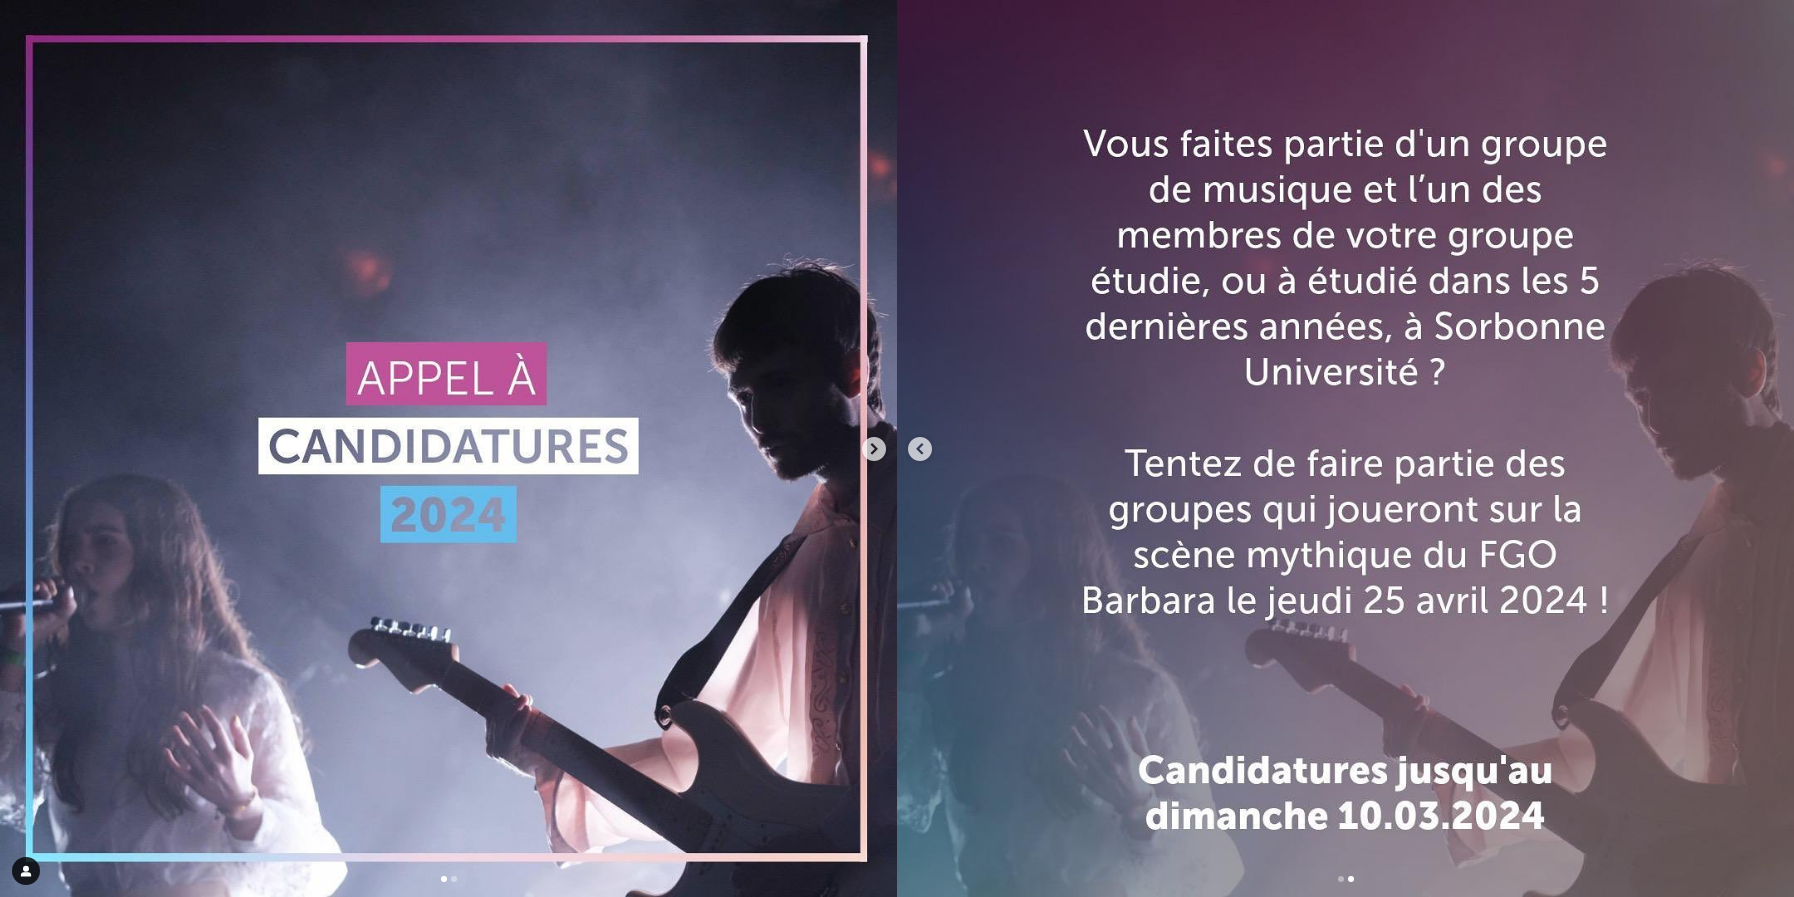 APPEL À
CANDIDATURES
2024
Vous faites partie d'un groupe
de musique et l’un des
membres de votre groupe
étudie, ou à étudié dans les 5
dernières années, à Sorbonne
Université ?
Tentez de faire partie des
groupes qui joueront sur la
scène mythique du FGO
Barbara le jeudi 25 avril 2024 !
Candidatures jusqu'au
dimanche 10.03.2024